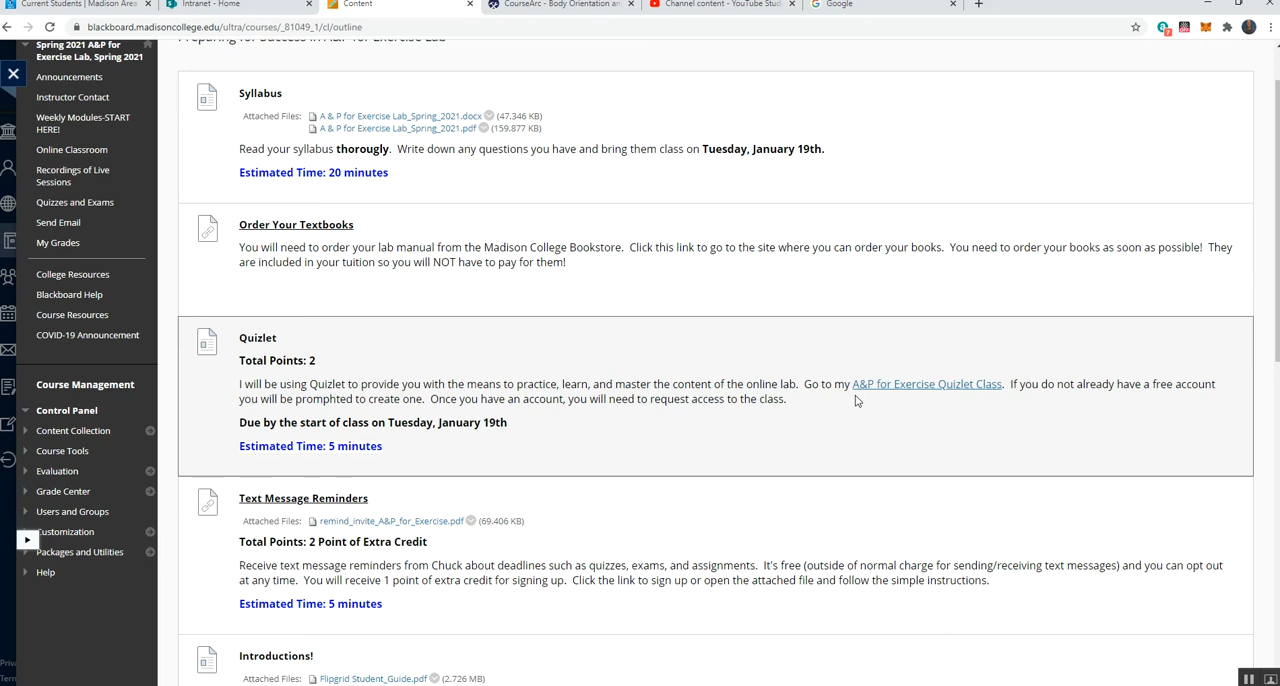 Current Students | Madison Area
Intranet - Home
Content
CourseArc - Body Orientation an
Channel content - YouTube Stud
Google
blackboard.madisoncollege.edu/ultra/courses/_81049_1/cl/outline
Spring 2021 A&P for
Exercise Lab, Spring 2021
Announcements
Instructor Contact
Weekly Modules-START
HERE!
Online Classroom
Recordings of Live
Sessions
Quizzes and Exams
Send Email
My Grades
College Resources
Blackboard Help
Course Resources
COVID-19 Announcement
Course Management
Control Panel
Content Collection
Course Tools
Evaluation
Grade Center
Users and Groups
Customization
Packages and Utilities
Help
Preparing for Success in A&P for Exercise Lab
Syllabus
Attached Files: A & P for Exercise Lab_Spring_2021.docx (47.346 KB)
A & P for Exercise Lab_Spring_2021.pdf (159.877 KB)
Read your syllabus thorougly. Write down any questions you have and bring them class on Tuesday, January 19th.
Estimated Time: 20 minutes
Order Your Textbooks
You will need to order your lab manual from the Madison College Bookstore. Click this link to go to the site where you can order your books. You need to order your books as soon as possible! They
are included in your tuition so you will NOT have to pay for them!
Quizlet
Total Points: 2
I will be using Quizlet to provide you with the means to practice, learn, and master the content of the online lab. Go to my A&P for Exercise Quizlet Class. If you do not already have a free account
you will be promphted to create one. Once you have an account, you will need to request access to the class.
Due by the start of class on Tuesday, January 19th
Estimated Time: 5 minutes
Text Message Reminders
Attached Files: remind_invite_A&P_for_Exercise.pdf (69.406 KB)
Total Points: 2 Point of Extra Credit
Receive text message reminders from Chuck about deadlines such as quizzes, exams, and assignments. It's free (outside of normal charge for sending/receiving text messages) and you can opt out
at any time. You will receive 1 point of extra credit for signing up. Click the link to sign up or open the attached file and follow the simple instructions.
Estimated Time: 5 minutes
Introductions!
Attached Files: Flipgrid Student_Guide.pdf (2.726 MB)
Priva
Term